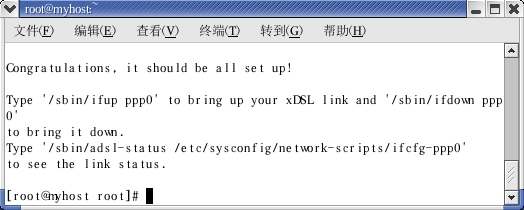 root@myhost:~
文件(F) 编辑(E) 查看(V) 终端(T) 转到(G) 帮助(H)
Congratulations, it should be all set up!
Type '/sbin/ifup ppp0' to bring up your xDSL link and '/sbin/ifdown ppp
0'
to bring it down.
Type '/sbin/adsl-status /etc/sysconfig/network-scripts/ifcfg-ppp0'
to see the link status.
[root@myhost root]#